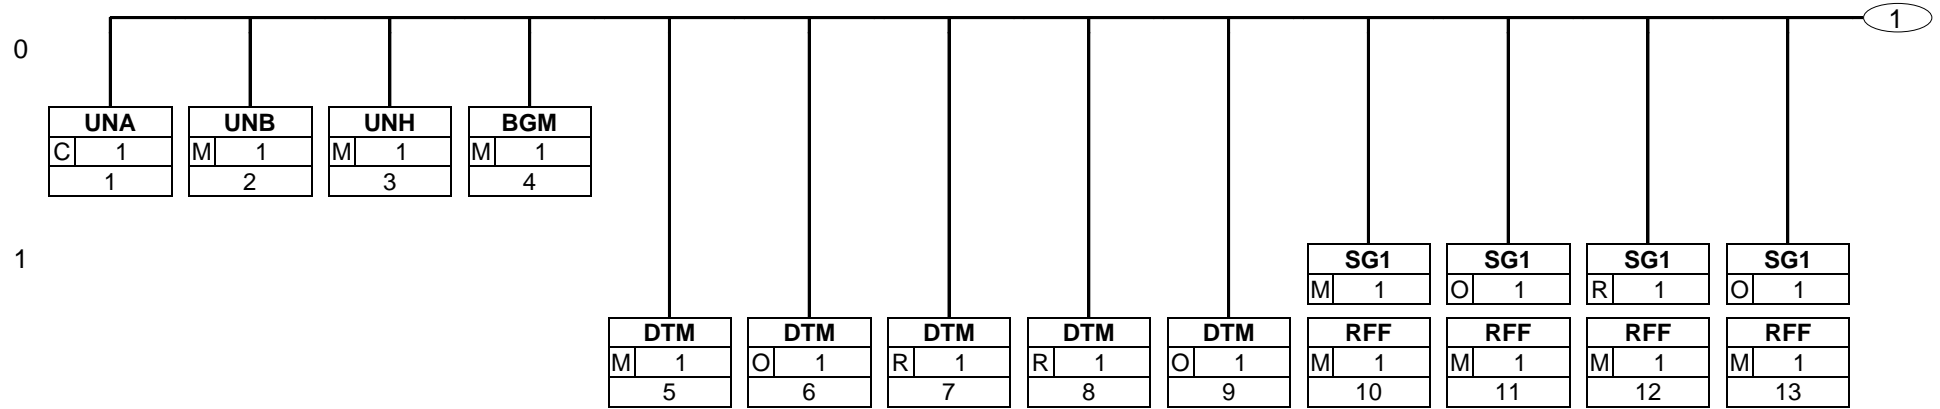 1
0
UNA UNB UNH BGM
C 1 M 1 M 1 M 1
1 2 3 4
1
SG1 SG1 SG1 SG1
M 1 O 1 R 1 O 1
DTM DTM DTM DTM DTM RFF RFF RFF RFF
M 1 O 1 R 1 R 1 O 1 M 1 M 1 M 1 M 1
5 6 7 8 9 10 11 12 13